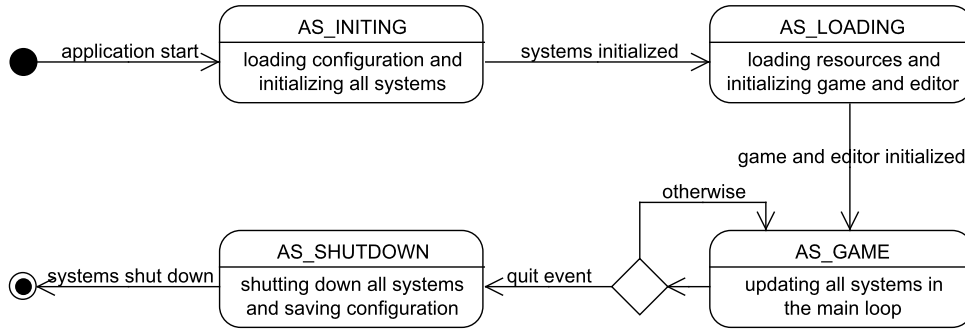 application start
AS_INITING
loading configuration and
initializing all systems
systems initialized
AS_LOADING
loading resources and
initializing game and editor
game and editor initialized
otherwise
AS_GAME
updating all systems in
the main loop
quit event
AS_SHUTDOWN
shutting down all systems
and saving configuration
systems shut down